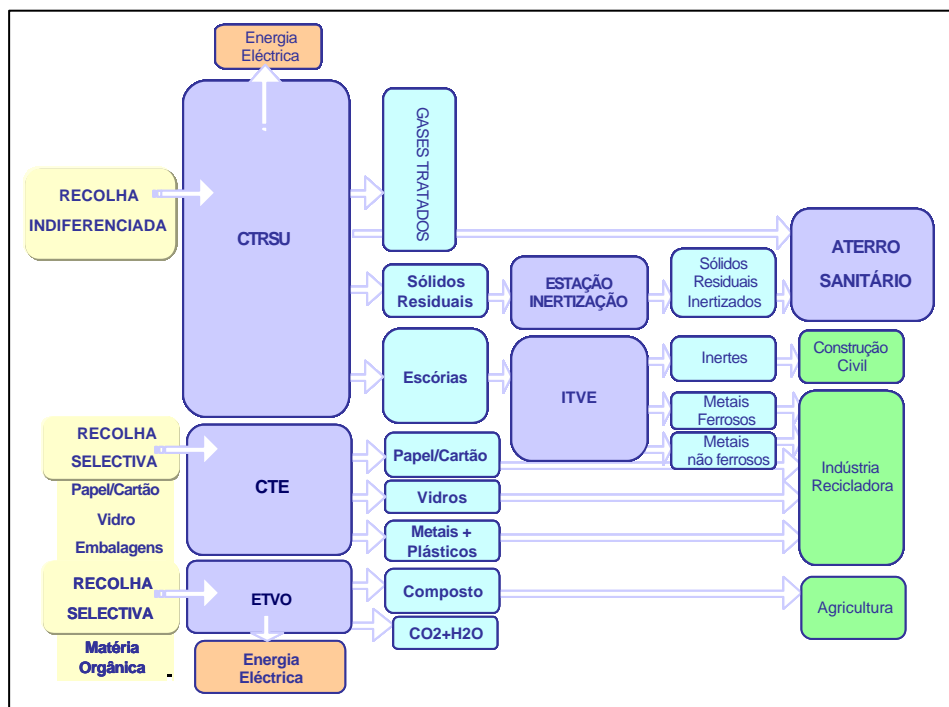 Energia
Eléctrica
GASES TRATADOS
RECOLHA
INDIFERENCIADA
CTRSU
ATERRO
SANITÁRIO
Sólidos
Residuais
ESTAÇÃO
INERTIZAÇÃO
Sólidos
Residuais
Inertizados
Escórias
ITVE
Inertes
Construção
Civil
Metais
Ferrosos
Metais
não ferrosos
Indústria
Recicladora
RECOLHA
SELECTIVA
Papel/Cartão
Vidro
Embalagens
CTE
Papel/Cartão
Vidros
Metais +
Plásticos
RECOLHA
SELECTIVA
Matéria
Orgânica
ETVO
Composto
CO2+H2O
Agricultura
Energia
Eléctrica